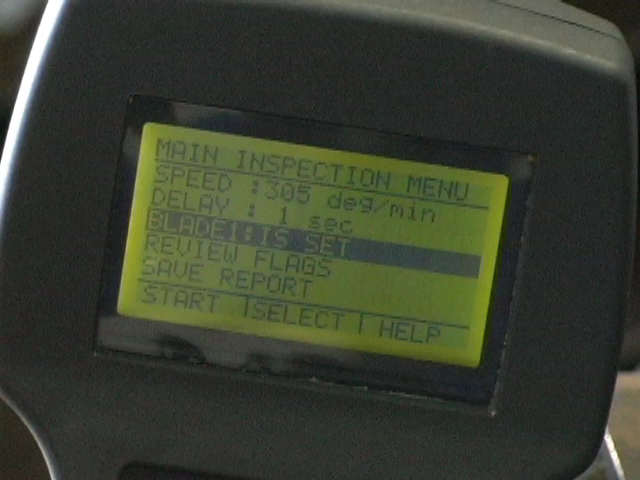 MAIN INSPECTION MENU
SPEED :305 deg/min
DELAY : 1 sec
BLADE1:IS SET
REVIEW FLAGS
SAVE REPORT
START |SELECT| HELP